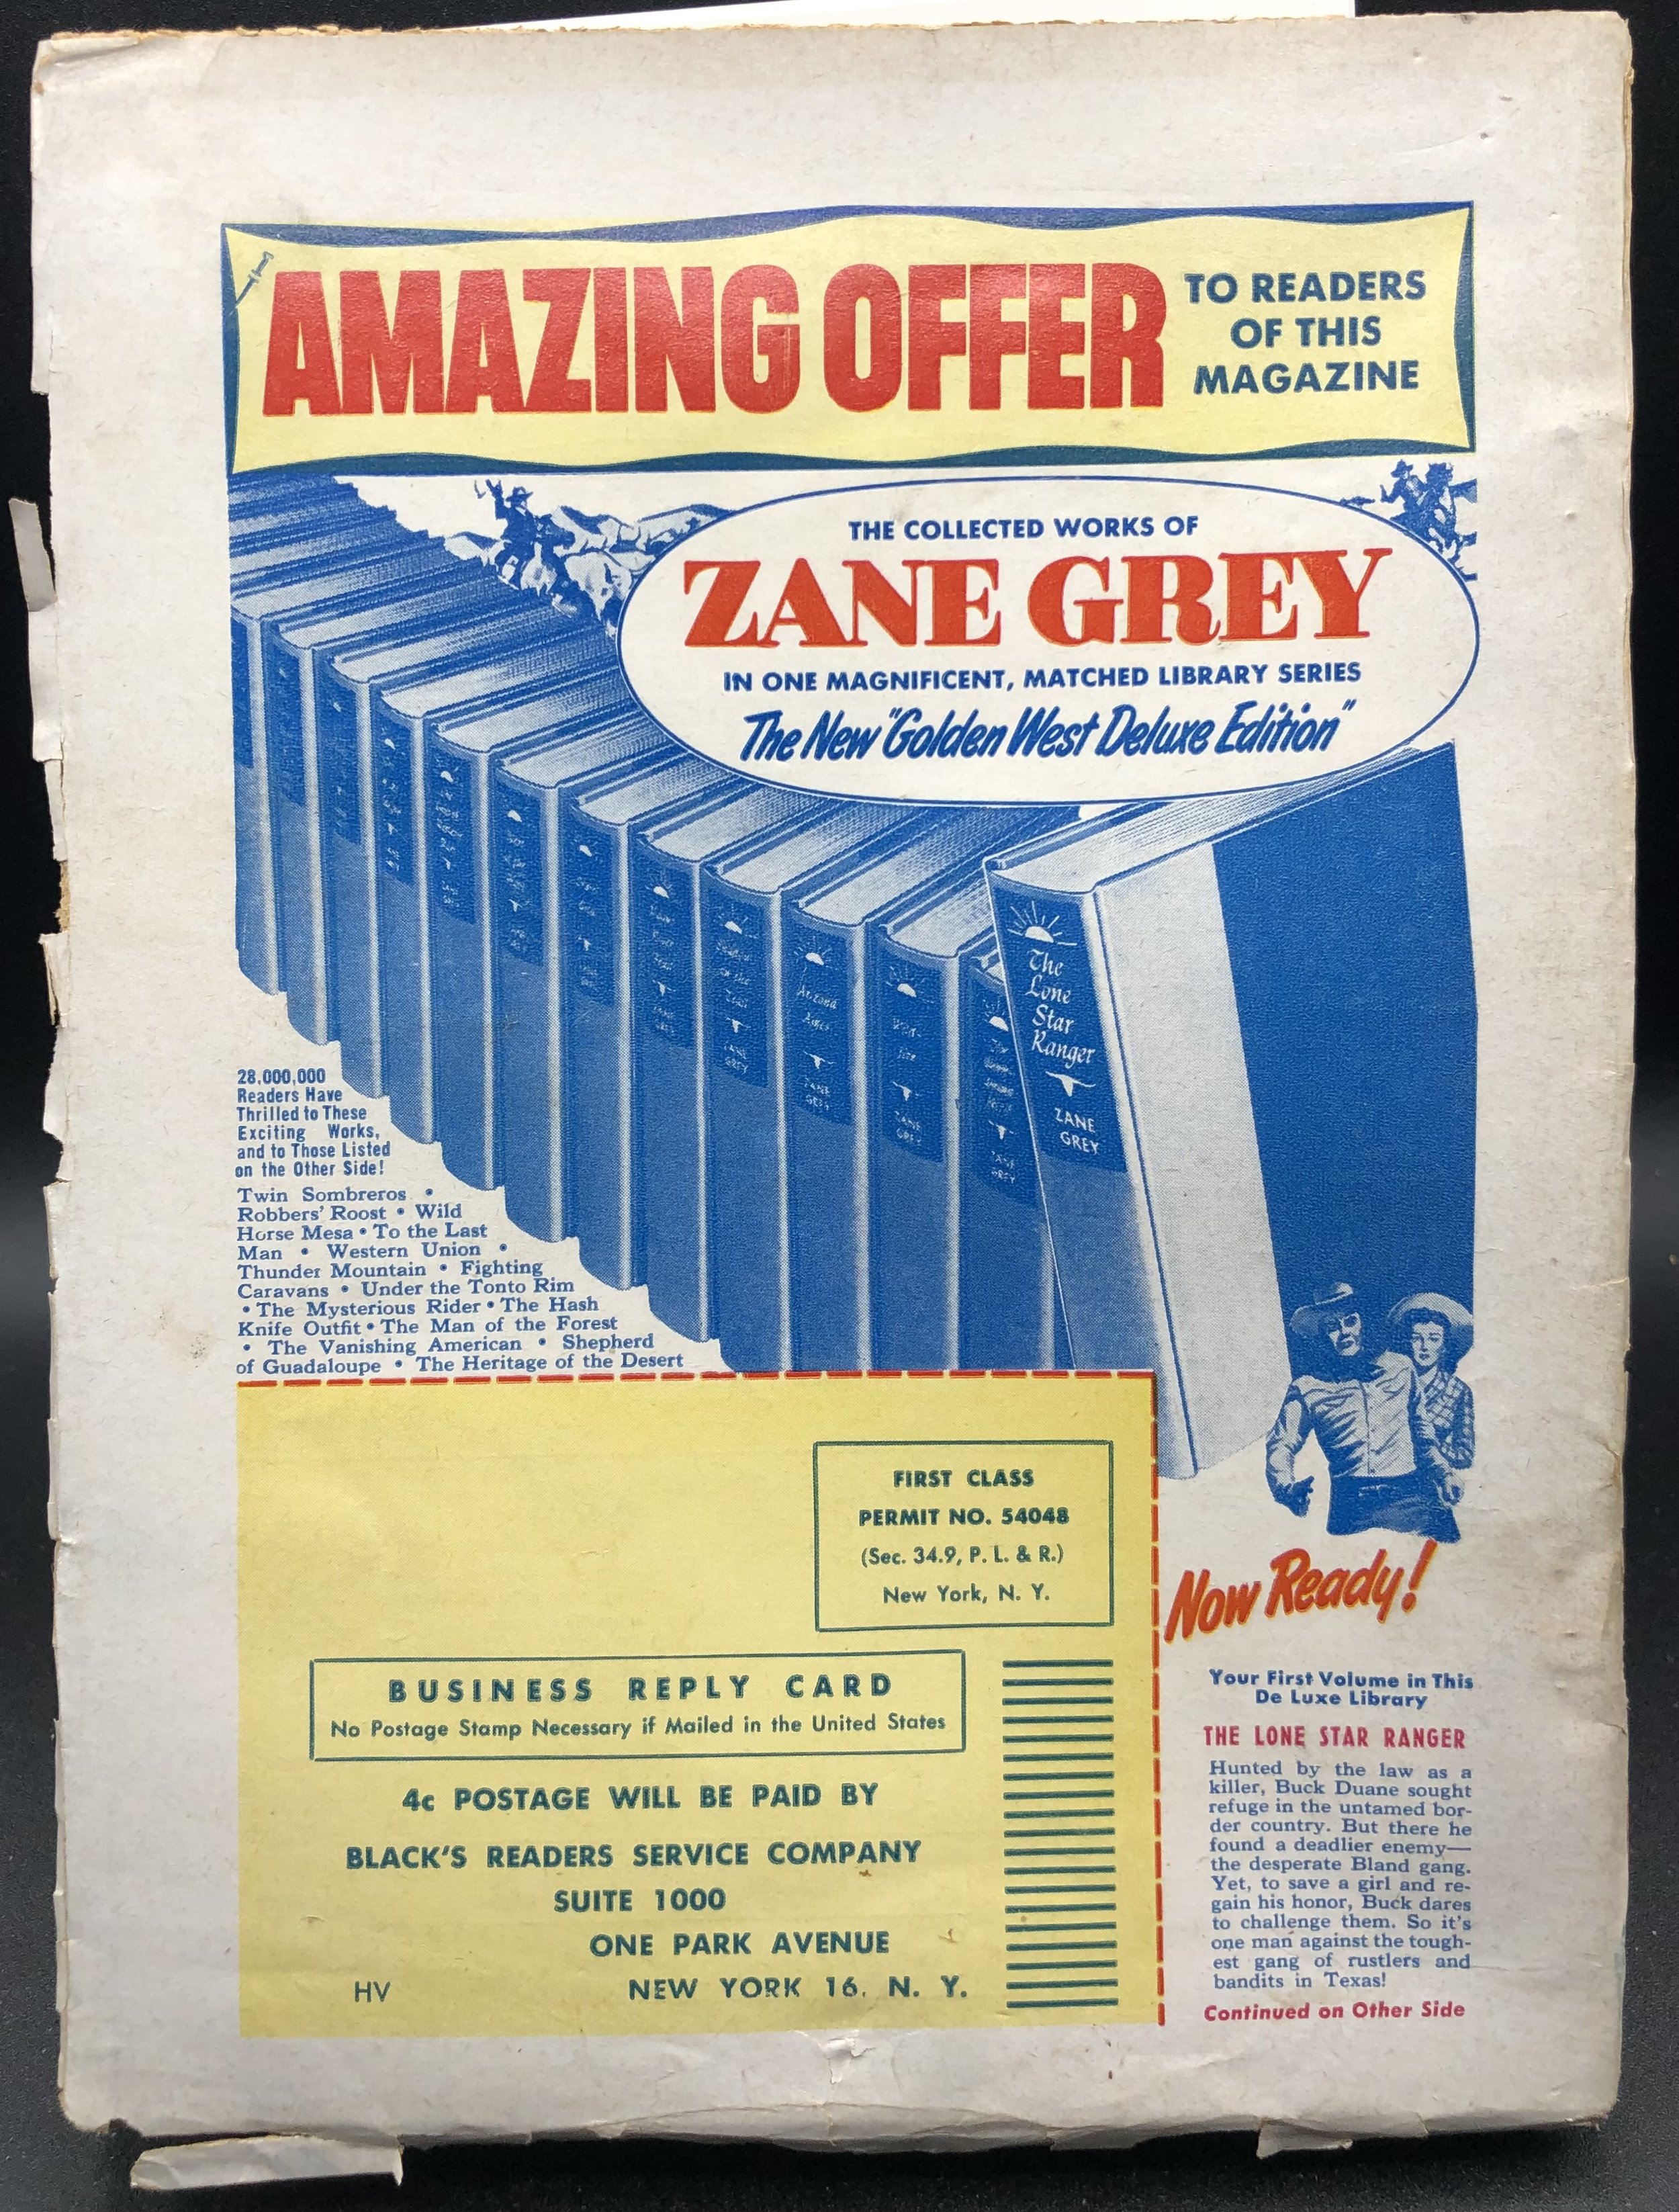 AMAZING OFFER
TO READERS
OF THIS
MAGAZINE
THE COLLECTED WORKS OF
ZANE GREY
IN ONE MAGNIFICENT, MATCHED LIBRARY SERIES
The New "Golden West Deluxe Edition"
The
Lone
Star
Ranger
ZANE
GREY
Arizona
Ames
ZANE
GREY
ZANE
GREY
ZANE
GREY
ZANE
GREY
28,000,000
Readers Have
Thrilled to These
Exciting Works,
and to Those Listed
on the Other Side!
Twin Sombreros •
Robbers' Roost • Wild
Horse Mesa • To the Last
Man • Western Union •
Thunder Mountain • Fighting
Caravans • Under the Tonto Rim
• The Mysterious Rider • The Hash
Knife Outfit • The Man of the Forest
• The Vanishing American • Shepherd
of Guadaloupe • The Heritage of the Desert
FIRST CLASS
PERMIT NO. 54048
(Sec. 34.9, P. L. & R.)
New York, N. Y.
BUSINESS REPLY CARD
No Postage Stamp Necessary if Mailed in the United States
4c POSTAGE WILL BE PAID BY
BLACK'S READERS SERVICE COMPANY
SUITE 1000
ONE PARK AVENUE
NEW YORK 16, N. Y.
HV
Now Ready!
Your First Volume in This
De Luxe Library
THE LONE STAR RANGER
Hunted by the law as a
killer, Buck Duane sought
refuge in the untamed bor-
der country. But there he
found a deadlier enemy—
the desperate Bland gang.
Yet, to save a girl and re-
gain his honor, Buck dares
to challenge them. So it's
one man against the tough-
est gang of rustlers and
bandits in Texas!
Continued on Other Side